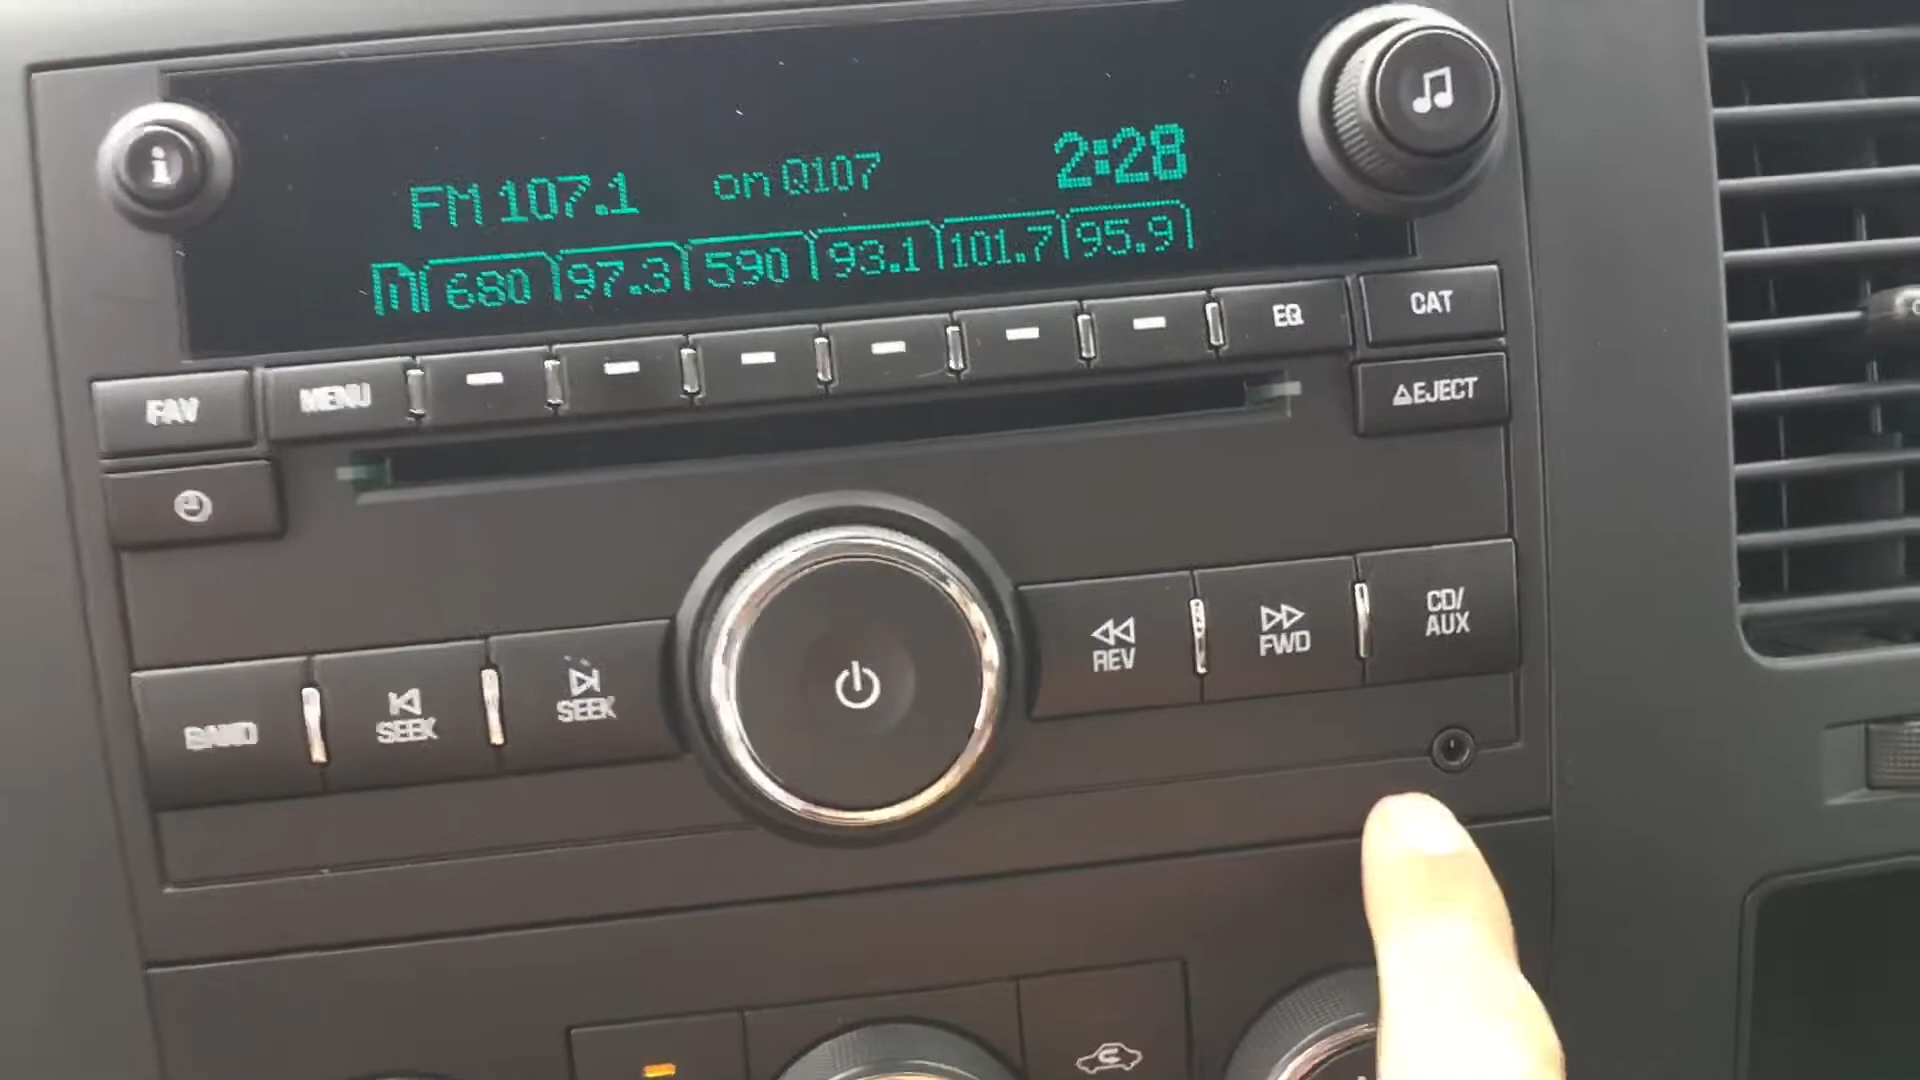 i
FM 107.1 on Q107 2:28
1 680 97.3 590 93.1 101.7 95.9
FAV MENU EQ CAT
EJECT
BAND SEEK SEEK REV FWD CD/
AUX